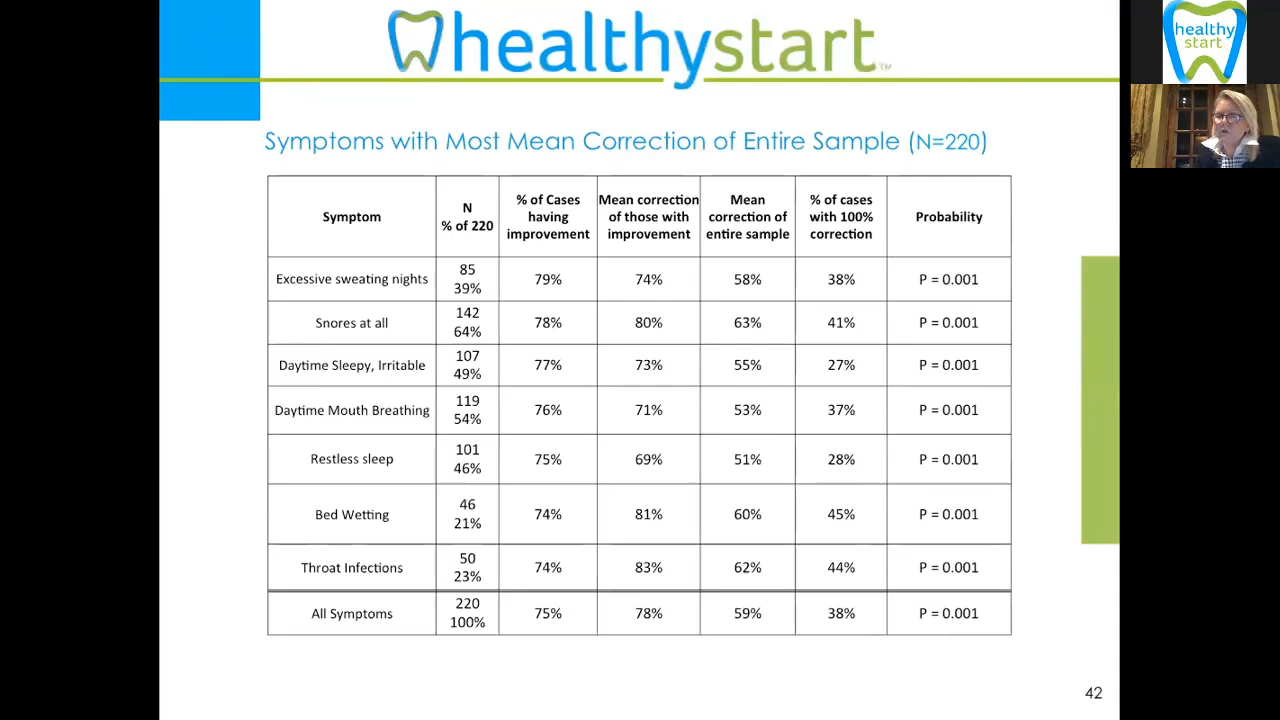 healthystart™
healthy
start
Symptoms with Most Mean Correction of Entire Sample (N=220)
Symptom
N
% of 220
% of Cases
having
improvement
Mean correction
of those with
improvement
Mean
correction of
entire sample
% of cases
with 100%
correction
Probability
Excessive sweating nights
85
39%
79%
74%
58%
38%
P = 0.001
Snores at all
142
64%
78%
80%
63%
41%
P = 0.001
Daytime Sleepy, Irritable
107
49%
77%
73%
55%
27%
P = 0.001
Daytime Mouth Breathing
119
54%
76%
71%
53%
37%
P = 0.001
Restless sleep
101
46%
75%
69%
51%
28%
P = 0.001
Bed Wetting
46
21%
74%
81%
60%
45%
P = 0.001
Throat Infections
50
23%
74%
83%
62%
44%
P = 0.001
All Symptoms
220
100%
75%
78%
59%
38%
P = 0.001
42